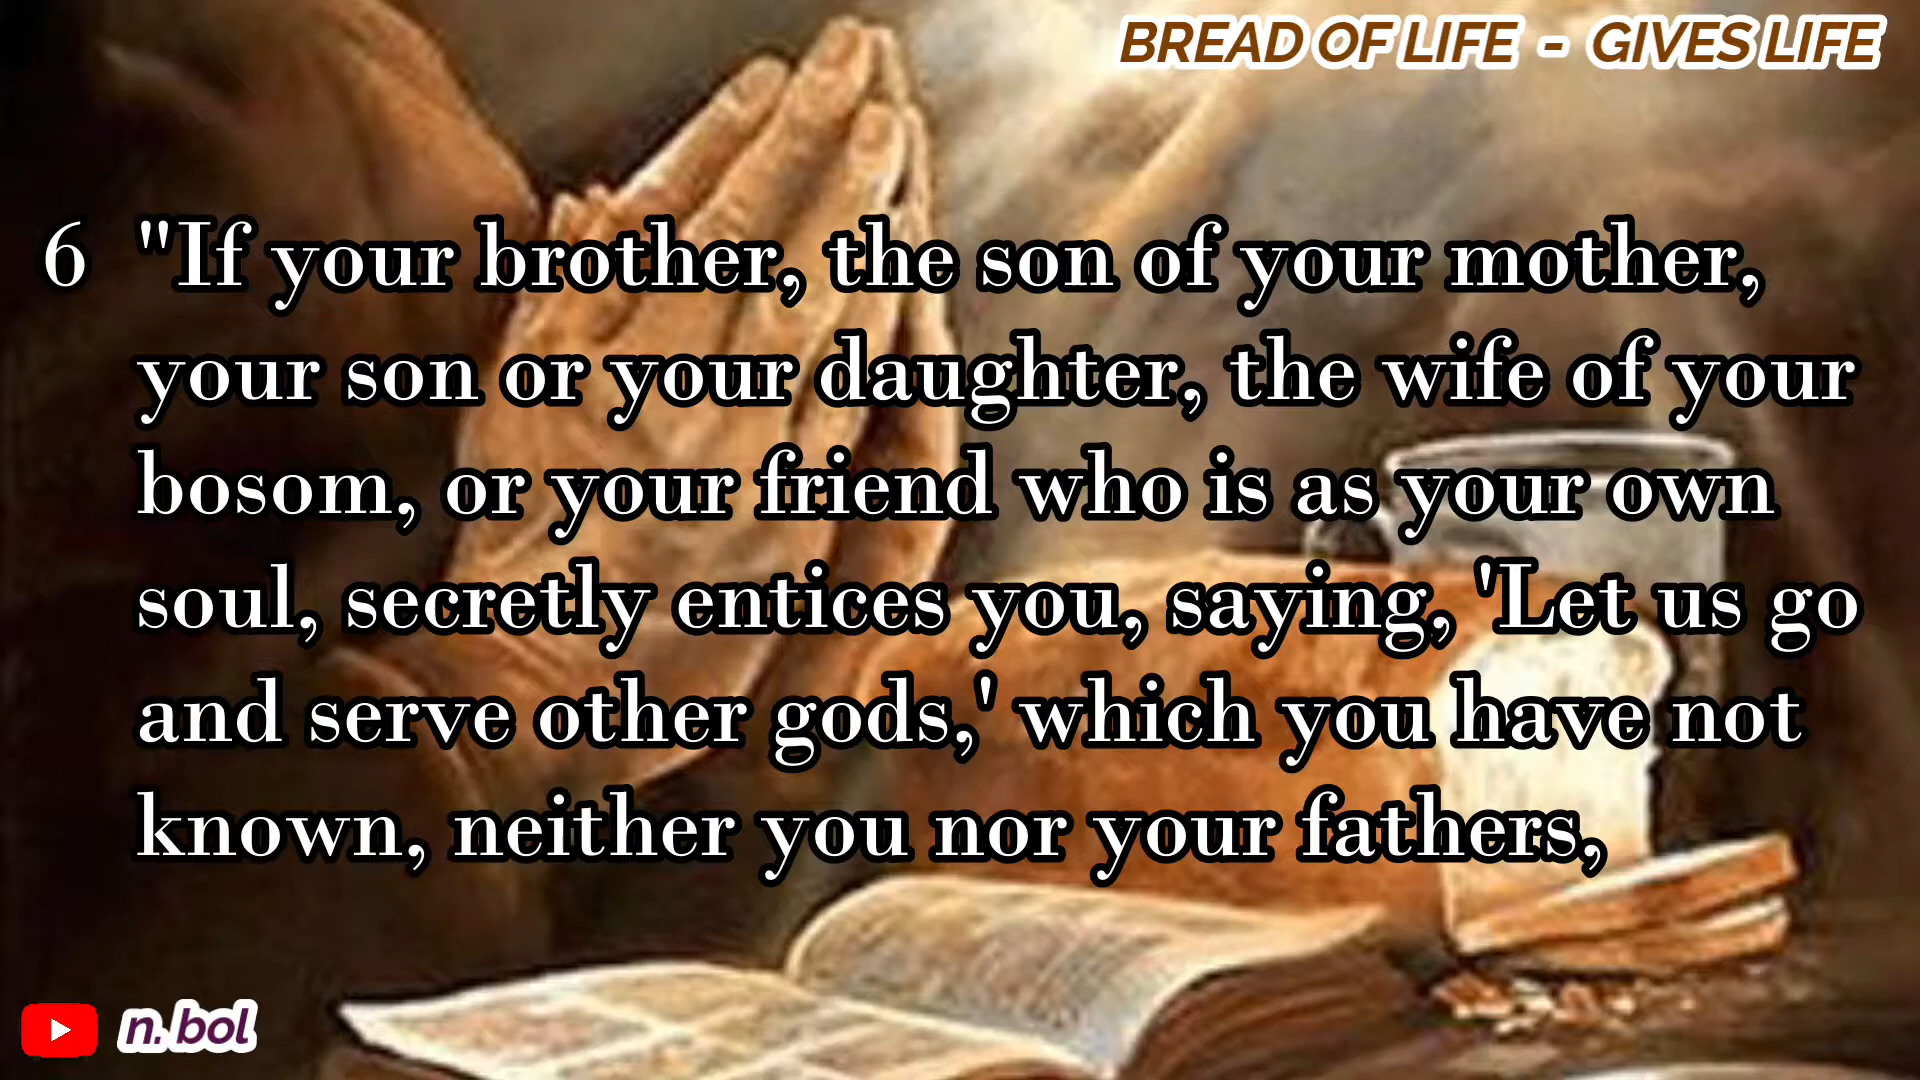 BREAD OF LIFE - GIVES LIFE
6 "If your brother, the son of your mother,
your son or your daughter, the wife of your
bosom, or your friend who is as your own
soul, secretly entices you, saying, 'Let us go
and serve other gods,' which you have not
known, neither you nor your fathers,
n. bol